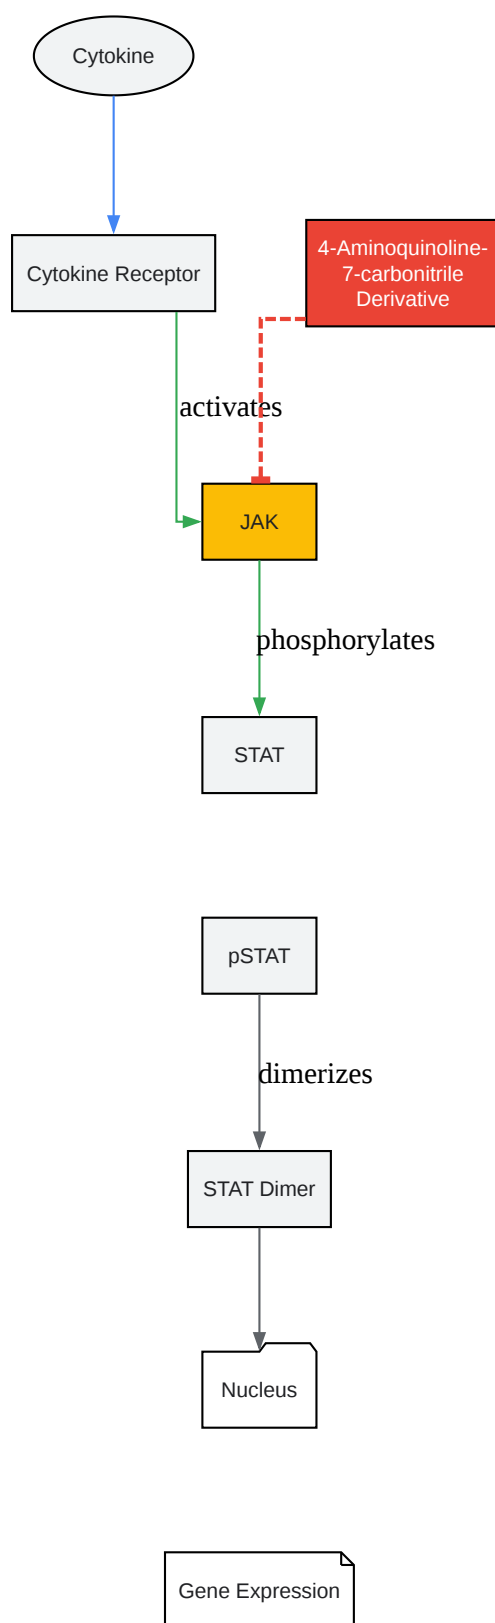 Cytokine
Cytokine Receptor
4-Aminoquinoline-
7-carbonitrile
Derivative
activates
JAK
phosphorylates
STAT
pSTAT
dimerizes
STAT Dimer
Nucleus
Gene Expression